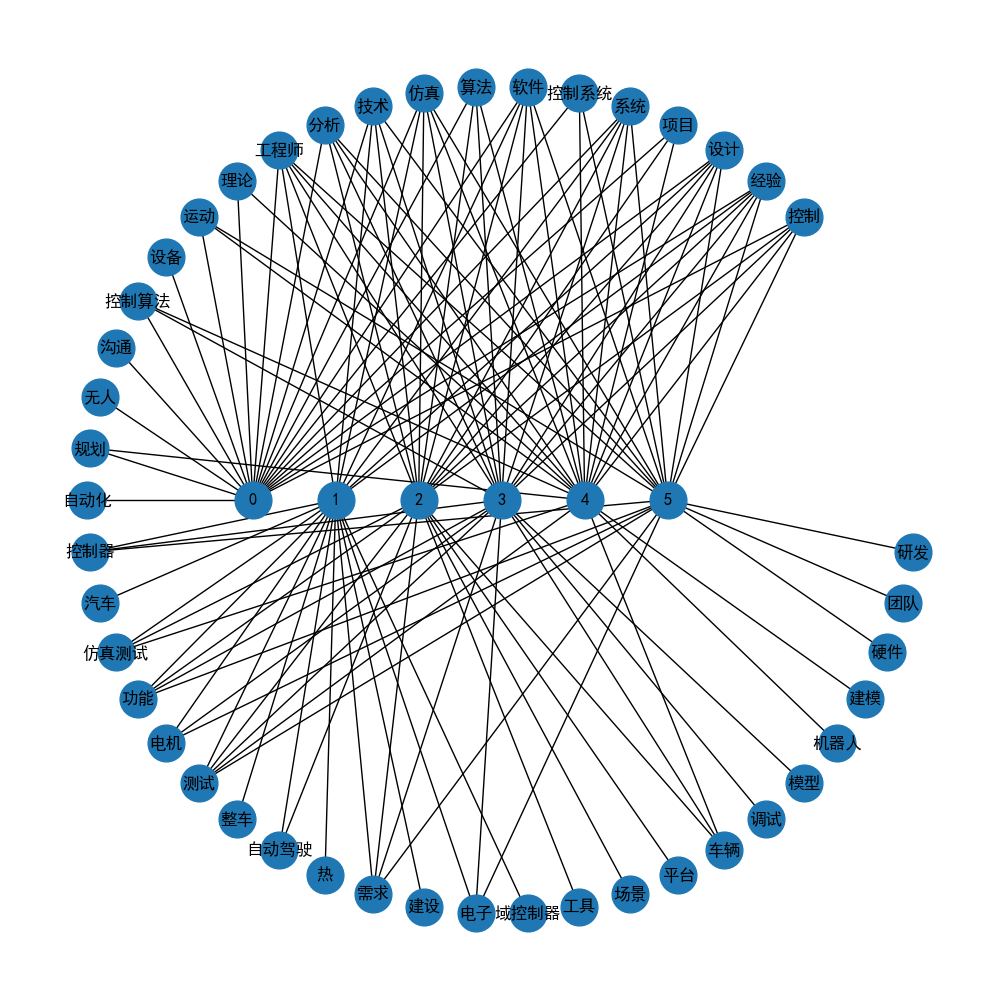 算法
仿真
软件
控制系统
技术
系统
分析
项目
工程师
设计
理论
经验
运动
控制
设备
控制算法
沟通
无人
规划
自动化
0
1
2
3
4
5
控制器
研发
汽车
团队
仿真测试
硬件
功能
建模
电机
机器人
测试
模型
整车
调试
自动驾驶
车辆
热
平台
需求
场景
建设
工具
电子
域控制器